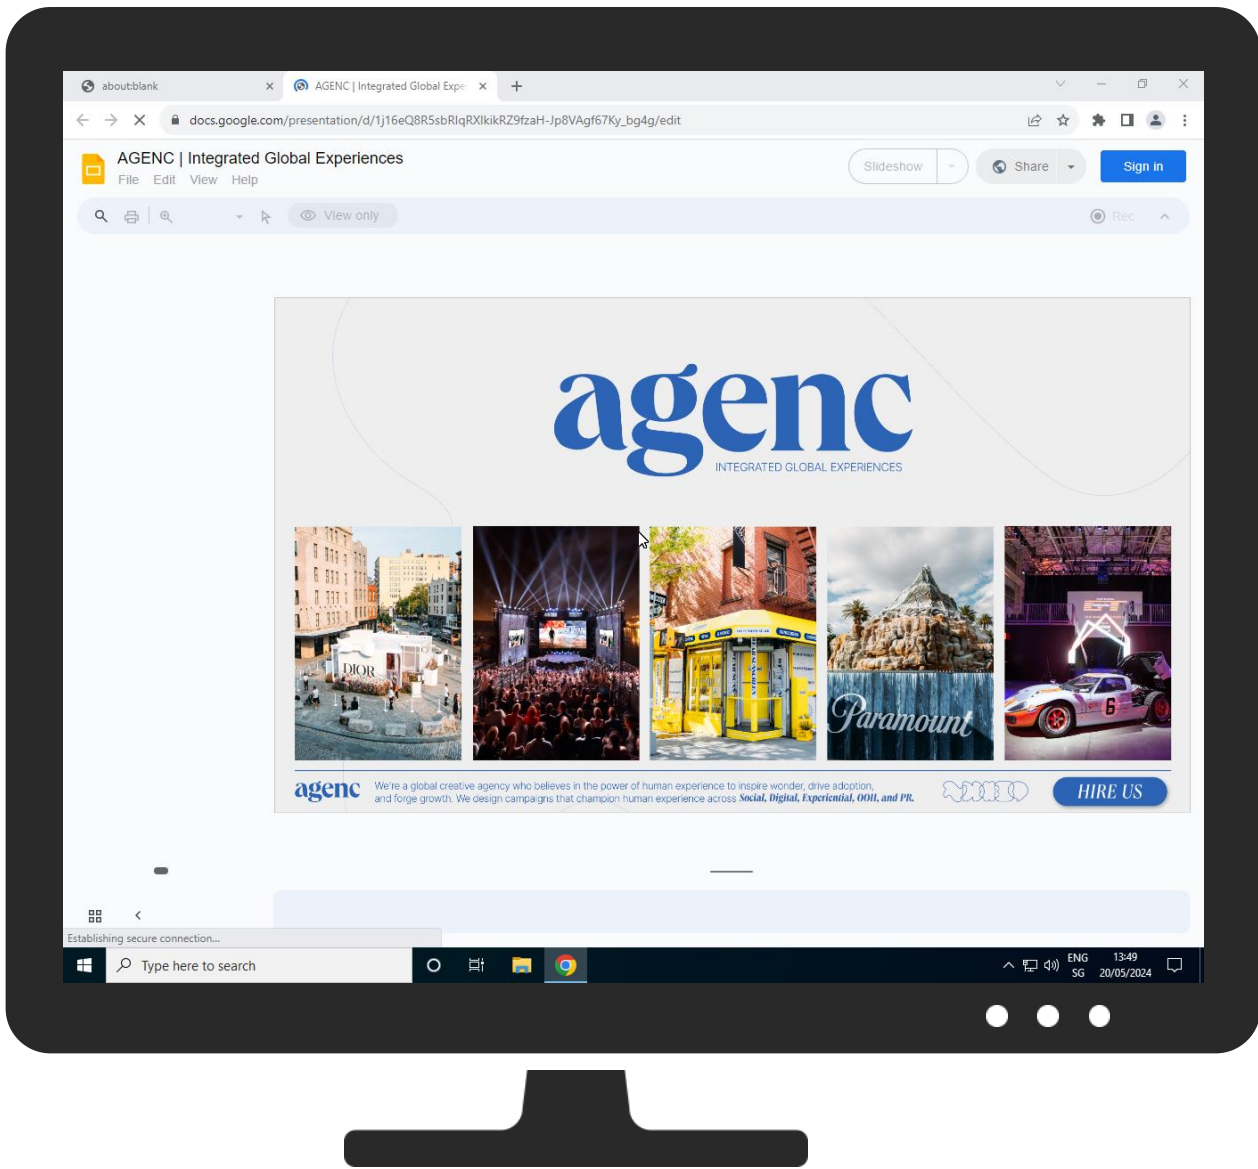 about:blank
AGENC | Integrated Global Expe
docs.google.com/presentation/d/1j16eQ8R5sbRlqRXlkikRZ9fzaH-Jp8VAgf67Ky_bg4g/edit
AGENC | Integrated Global Experiences
File Edit View Help
Slideshow
Share
Sign in
View only
Rec
agenc
INTEGRATED GLOBAL EXPERIENCES
DIOR
Paramount
6
agenc
We're a global creative agency who believes in the power of human experience to inspire wonder, drive adoption,
and forge growth. We design campaigns that champion human experience across Social, Digital, Experiential, OOH, and PR.
HIRE US
Establishing secure connection...
Type here to search
ENG
SG
13:49
20/05/2024